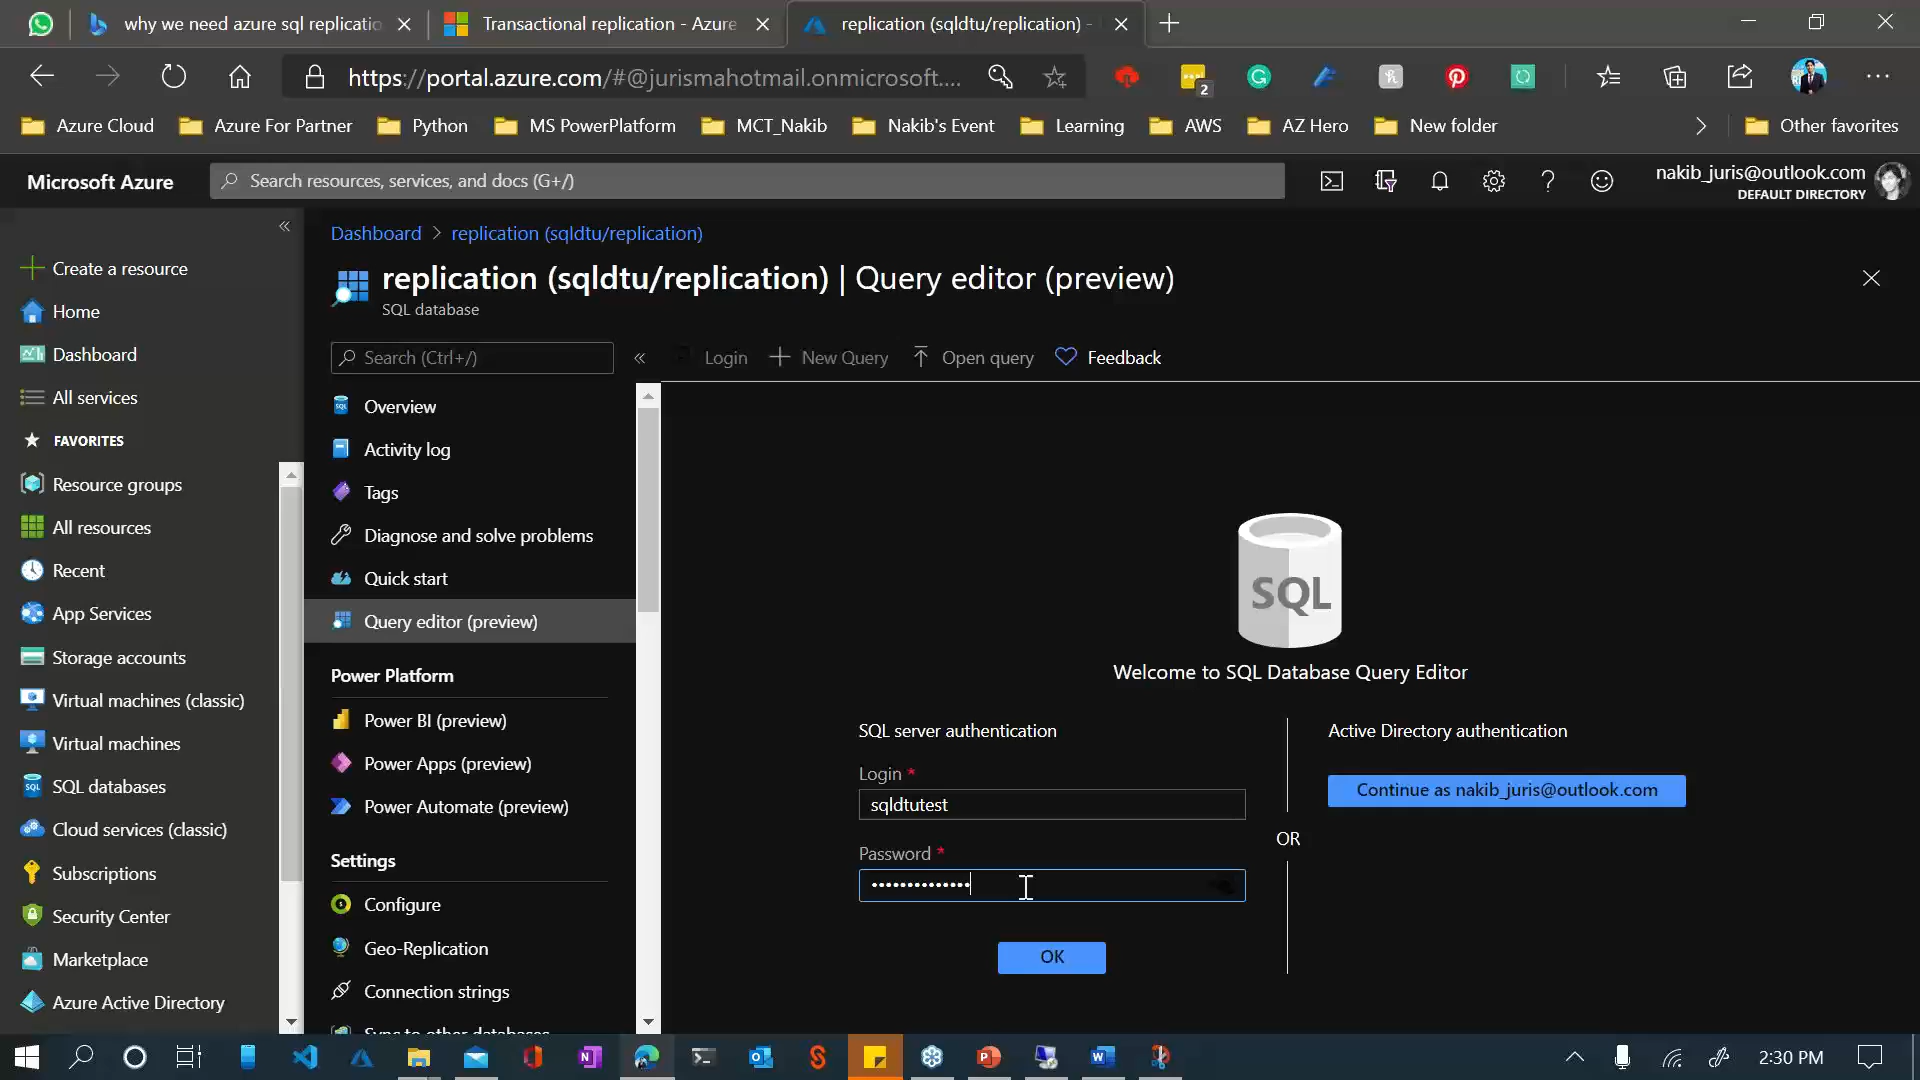 why we need azure sql replicatio
Transactional replication - Azure
replication (sqldtu/replication) -
https://portal.azure.com/#@jurismahotmail.onmicrosoft....
2
Azure Cloud
Azure For Partner
Python
MS PowerPlatform
MCT_Nakib
Nakib's Event
Learning
AWS
AZ Hero
New folder
Other favorites
Microsoft Azure
Search resources, services, and docs (G+/)
nakib_juris@outlook.com
DEFAULT DIRECTORY
Create a resource
Home
Dashboard
All services
FAVORITES
Resource groups
All resources
Recent
App Services
Storage accounts
Virtual machines (classic)
Virtual machines
SQL databases
Cloud services (classic)
Subscriptions
Security Center
Marketplace
Azure Active Directory
Dashboard > replication (sqldtu/replication)
replication (sqldtu/replication) | Query editor (preview)
SQL database
Search (Ctrl+/)
Overview
Activity log
Tags
Diagnose and solve problems
Quick start
Query editor (preview)
Power Platform
Power BI (preview)
Power Apps (preview)
Power Automate (preview)
Settings
Configure
Geo-Replication
Connection strings
Sync to other databases
Login
New Query
Open query
Feedback
SQL
Welcome to SQL Database Query Editor
SQL server authentication
Login *
sqldtutest
Password *
••••••••••••••
OK
OR
Active Directory authentication
Continue as nakib_juris@outlook.com
2:30 PM